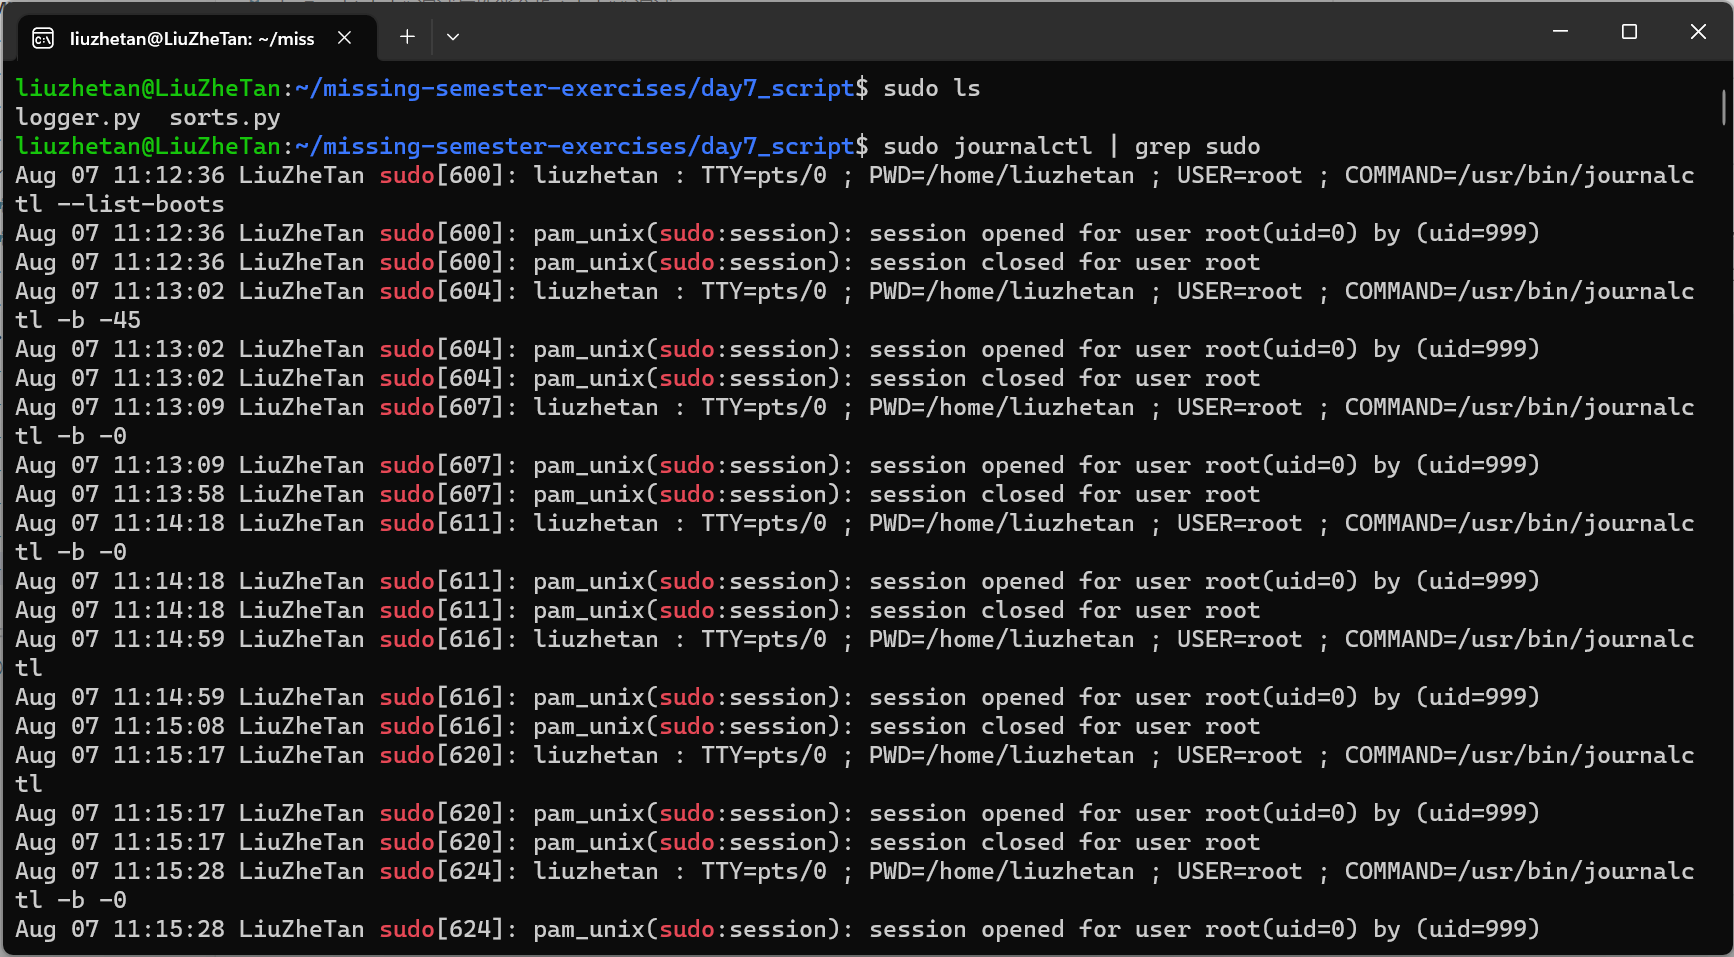 liuzhetan@LiuZheTan: ~/miss
liuzhetan@LiuZheTan:~/missing-semester-exercises/day7_script$ sudo ls
logger.py  sorts.py
liuzhetan@LiuZheTan:~/missing-semester-exercises/day7_script$ sudo journalctl | grep sudo
Aug 07 11:12:36 LiuZheTan sudo[600]: liuzhetan : TTY=pts/0 ; PWD=/home/liuzhetan ; USER=root ; COMMAND=/usr/bin/journalc
tl --list-boots
Aug 07 11:12:36 LiuZheTan sudo[600]: pam_unix(sudo:session): session opened for user root(uid=0) by (uid=999)
Aug 07 11:12:36 LiuZheTan sudo[600]: pam_unix(sudo:session): session closed for user root
Aug 07 11:13:02 LiuZheTan sudo[604]: liuzhetan : TTY=pts/0 ; PWD=/home/liuzhetan ; USER=root ; COMMAND=/usr/bin/journalc
tl -b -45
Aug 07 11:13:02 LiuZheTan sudo[604]: pam_unix(sudo:session): session opened for user root(uid=0) by (uid=999)
Aug 07 11:13:02 LiuZheTan sudo[604]: pam_unix(sudo:session): session closed for user root
Aug 07 11:13:09 LiuZheTan sudo[607]: liuzhetan : TTY=pts/0 ; PWD=/home/liuzhetan ; USER=root ; COMMAND=/usr/bin/journalc
tl -b -0
Aug 07 11:13:09 LiuZheTan sudo[607]: pam_unix(sudo:session): session opened for user root(uid=0) by (uid=999)
Aug 07 11:13:58 LiuZheTan sudo[607]: pam_unix(sudo:session): session closed for user root
Aug 07 11:14:18 LiuZheTan sudo[611]: liuzhetan : TTY=pts/0 ; PWD=/home/liuzhetan ; USER=root ; COMMAND=/usr/bin/journalc
tl -b -0
Aug 07 11:14:18 LiuZheTan sudo[611]: pam_unix(sudo:session): session opened for user root(uid=0) by (uid=999)
Aug 07 11:14:18 LiuZheTan sudo[611]: pam_unix(sudo:session): session closed for user root
Aug 07 11:14:59 LiuZheTan sudo[616]: liuzhetan : TTY=pts/0 ; PWD=/home/liuzhetan ; USER=root ; COMMAND=/usr/bin/journalc
tl
Aug 07 11:14:59 LiuZheTan sudo[616]: pam_unix(sudo:session): session opened for user root(uid=0) by (uid=999)
Aug 07 11:15:08 LiuZheTan sudo[616]: pam_unix(sudo:session): session closed for user root
Aug 07 11:15:17 LiuZheTan sudo[620]: liuzhetan : TTY=pts/0 ; PWD=/home/liuzhetan ; USER=root ; COMMAND=/usr/bin/journalc
tl
Aug 07 11:15:17 LiuZheTan sudo[620]: pam_unix(sudo:session): session opened for user root(uid=0) by (uid=999)
Aug 07 11:15:17 LiuZheTan sudo[620]: pam_unix(sudo:session): session closed for user root
Aug 07 11:15:28 LiuZheTan sudo[624]: liuzhetan : TTY=pts/0 ; PWD=/home/liuzhetan ; USER=root ; COMMAND=/usr/bin/journalc
tl -b -0
Aug 07 11:15:28 LiuZheTan sudo[624]: pam_unix(sudo:session): session opened for user root(uid=0) by (uid=999)